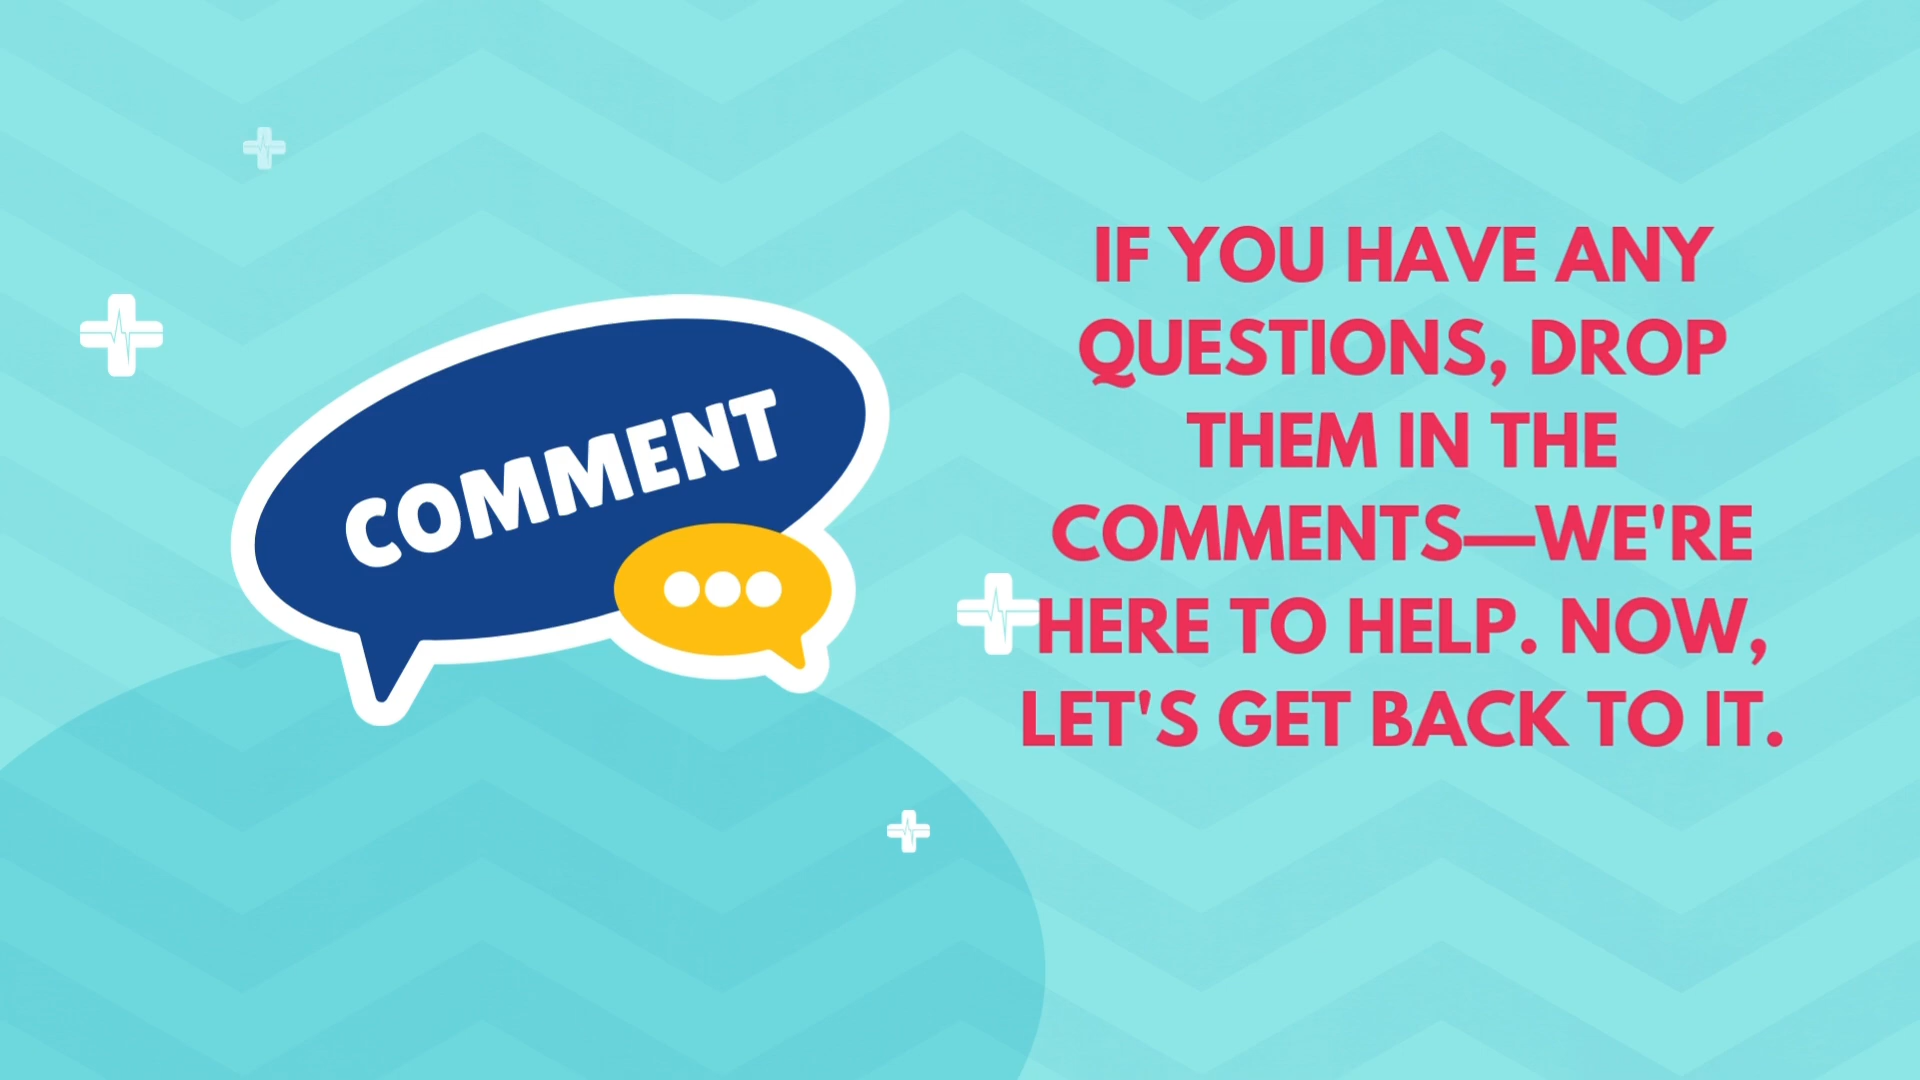 COMMENT
IF YOU HAVE ANY
QUESTIONS, DROP
THEM IN THE
COMMENTS—WE'RE
HERE TO HELP. NOW,
LET'S GET BACK TO IT.